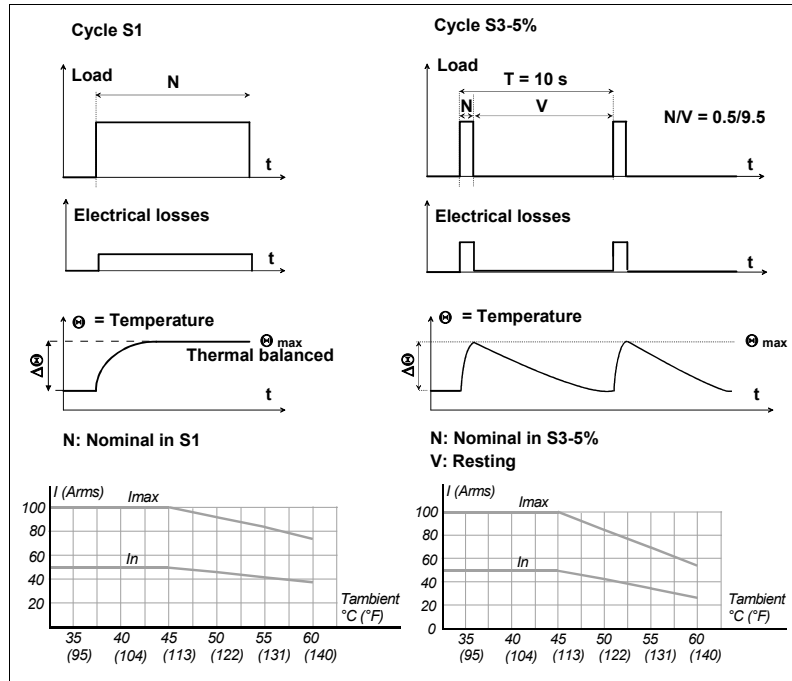 Cycle S1
Load
N
t
Electrical losses
t
Θ = Temperature
Θ max
Thermal balanced
ΔΘ
t
N: Nominal in S1
I (Arms)
Imax
100
80
60
In
40
20
Tambient
°C (°F)
35 40 45 50 55 60
(95) (104) (113) (122) (131) (140)
Cycle S3-5%
Load
T = 10 s
N V
N/V = 0.5/9.5
t
Electrical losses
t
Θ = Temperature
Θ max
ΔΘ
t
N: Nominal in S3-5%
V: Resting
I (Arms)
Imax
100
80
60
In
40
20
0
Tambient
°C (°F)
35 40 45 50 55 60
(95) (104) (113) (122) (131) (140)